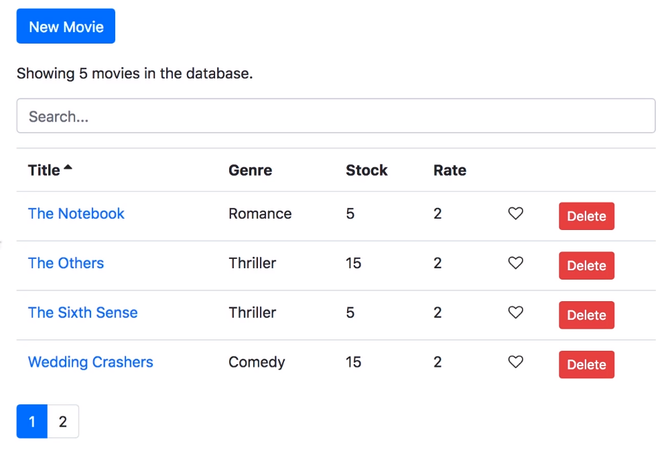 New Movie
Showing 5 movies in the database.
Search...
Title Genre Stock Rate
The Notebook Romance 5 2 Delete
The Others Thriller 15 2 Delete
The Sixth Sense Thriller 5 2 Delete
Wedding Crashers Comedy 15 2 Delete
1 2